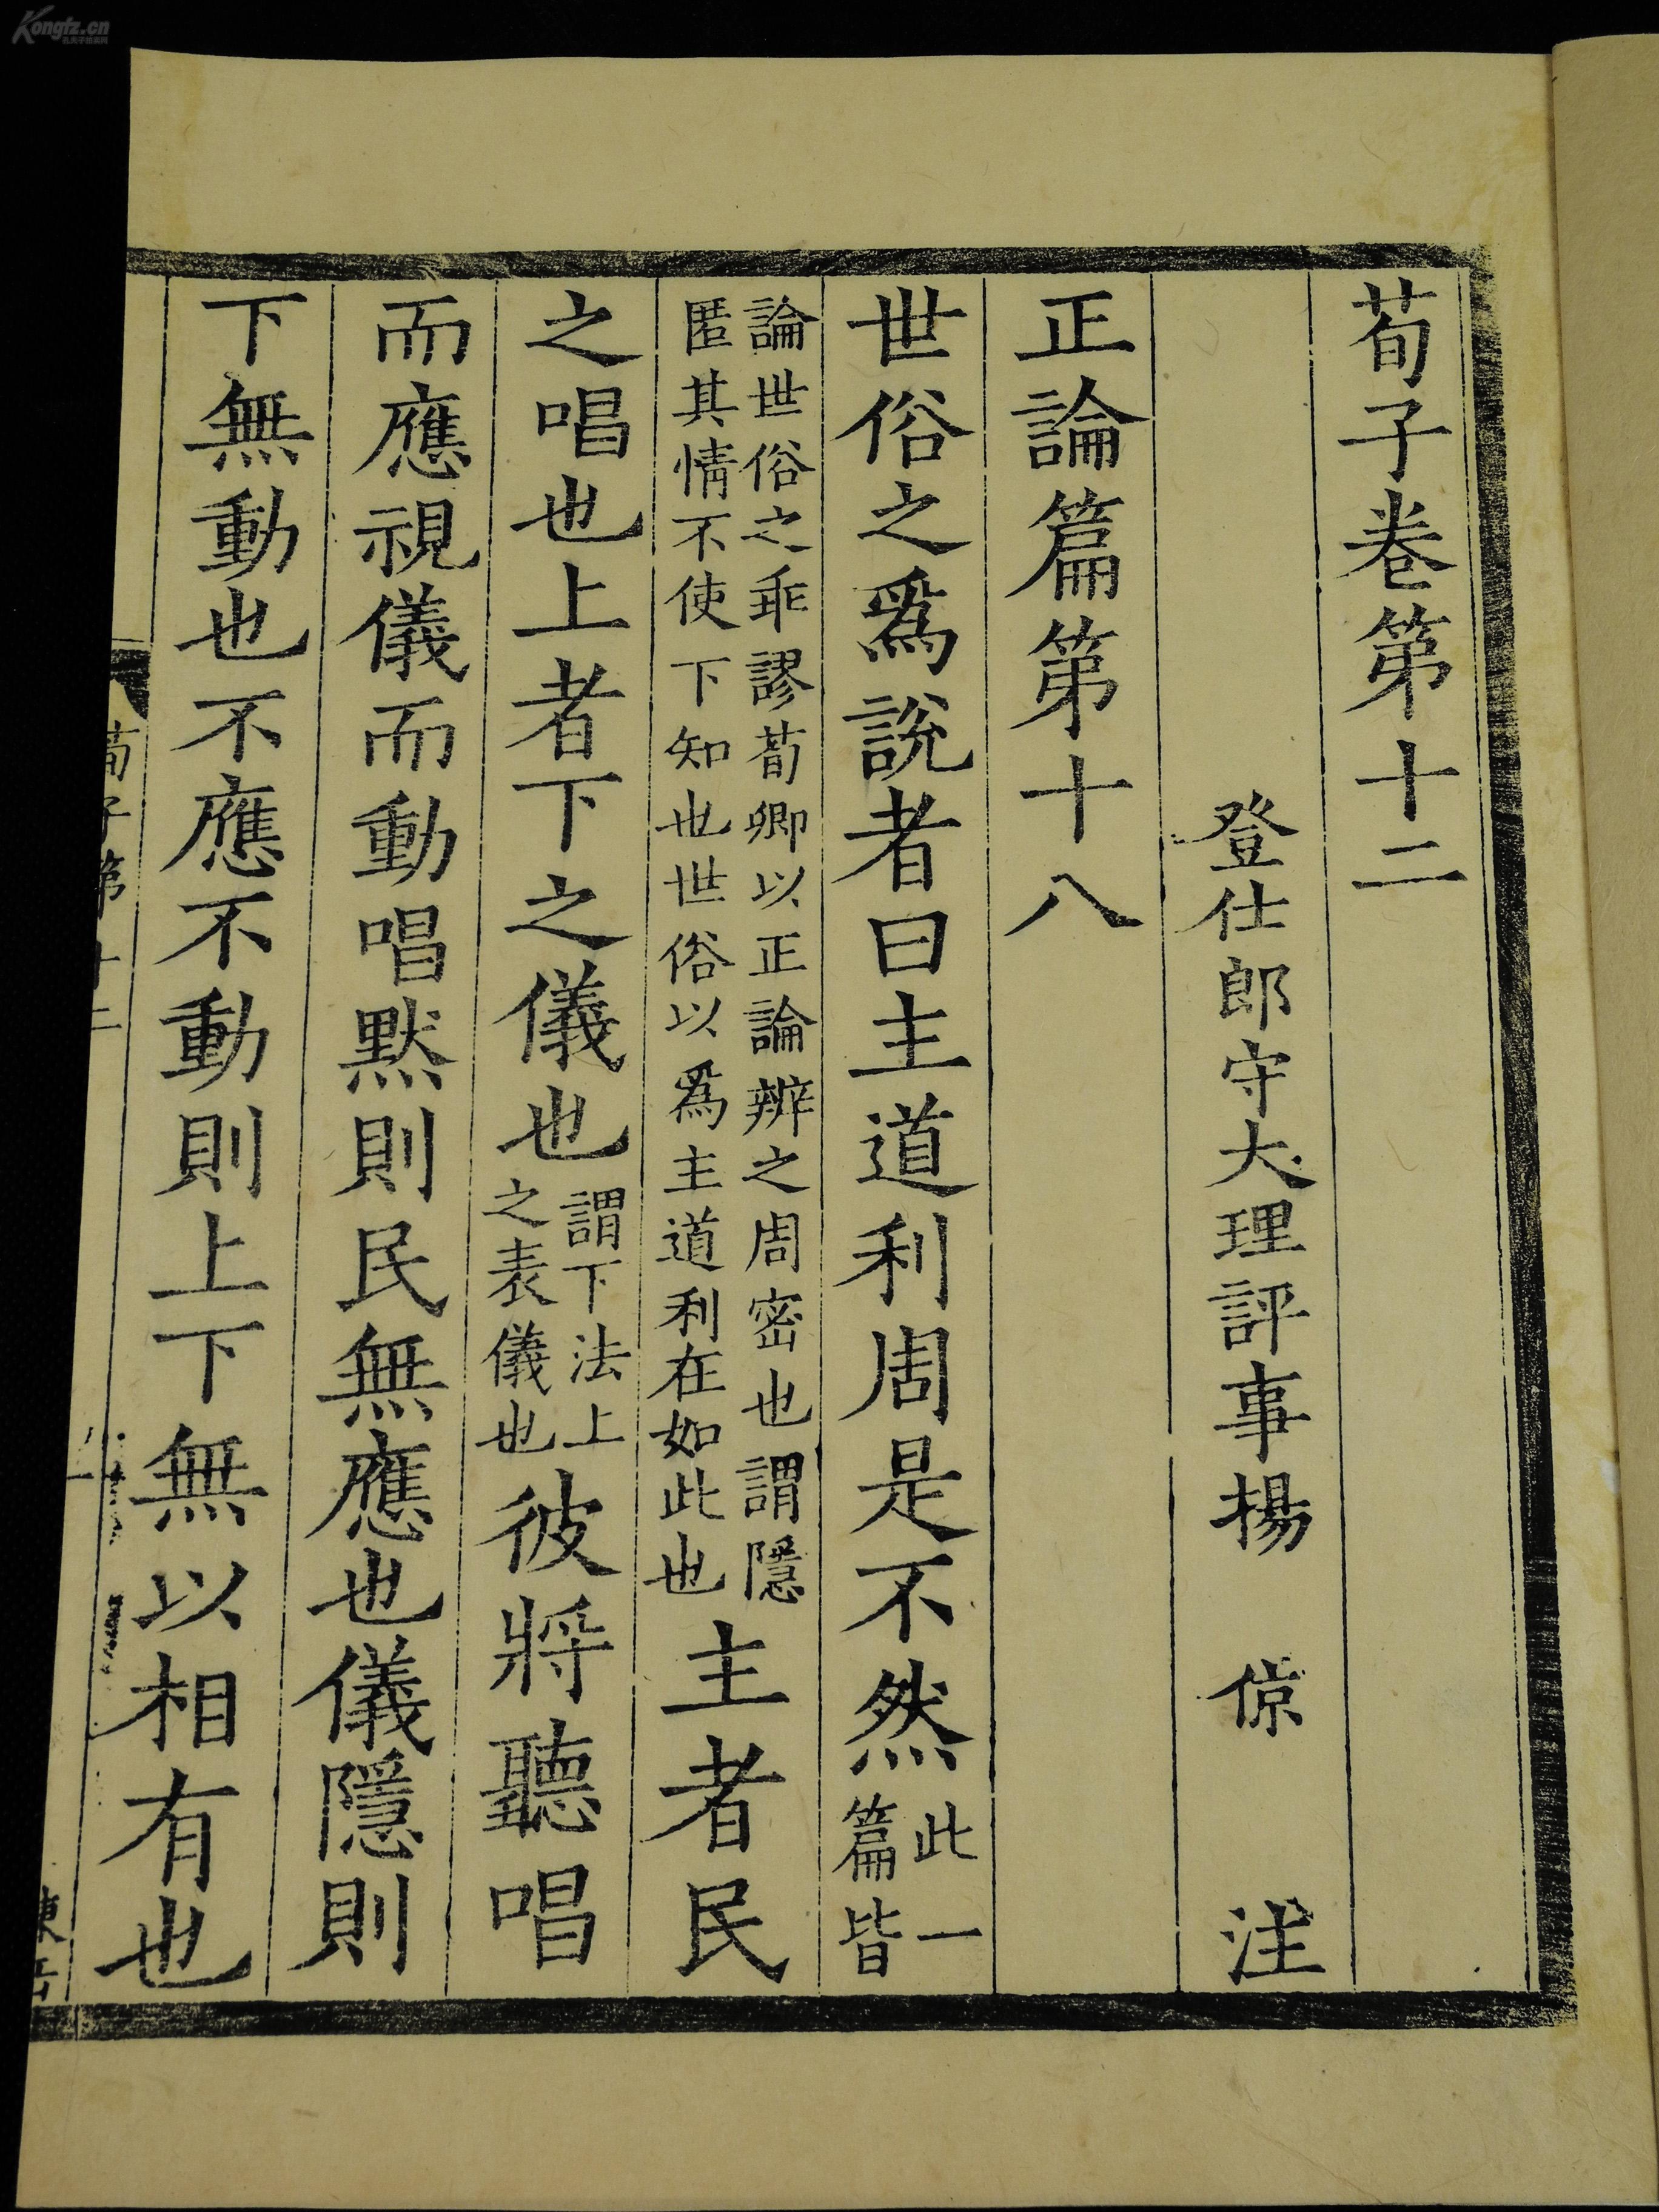 荀子卷第十二
登仕郎守大理評事楊 倞 注
正論篇第十八
世俗之爲說者曰主道利周是不然此一篇皆
論世俗之乖謬荀卿以正論辨之周密也謂隱匿其情不使下知也世俗以爲主道利在如此也主者民
之唱也上者下之儀也謂下法上之表儀也彼將聽唱
而應視儀而動唱默則民無應也儀隱則
下無動也不應不動則上下無以相有也
荀子第十二
Kongfz.cn